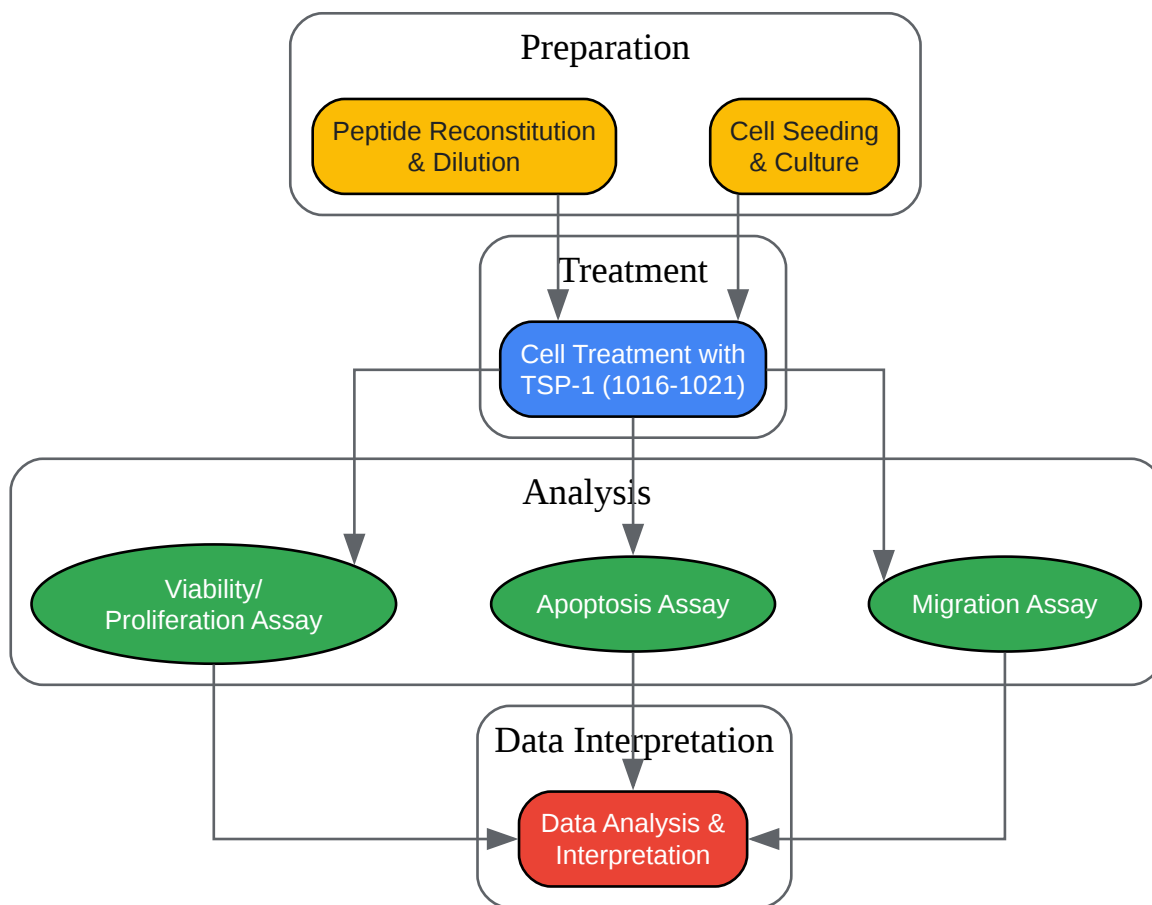 Preparation
Peptide Reconstitution
& Dilution
Cell Seeding
& Culture
Treatment
Cell Treatment with
TSP-1 (1016-1021)
Analysis
Viability/
Proliferation Assay
Apoptosis Assay
Migration Assay
Data Interpretation
Data Analysis &
Interpretation